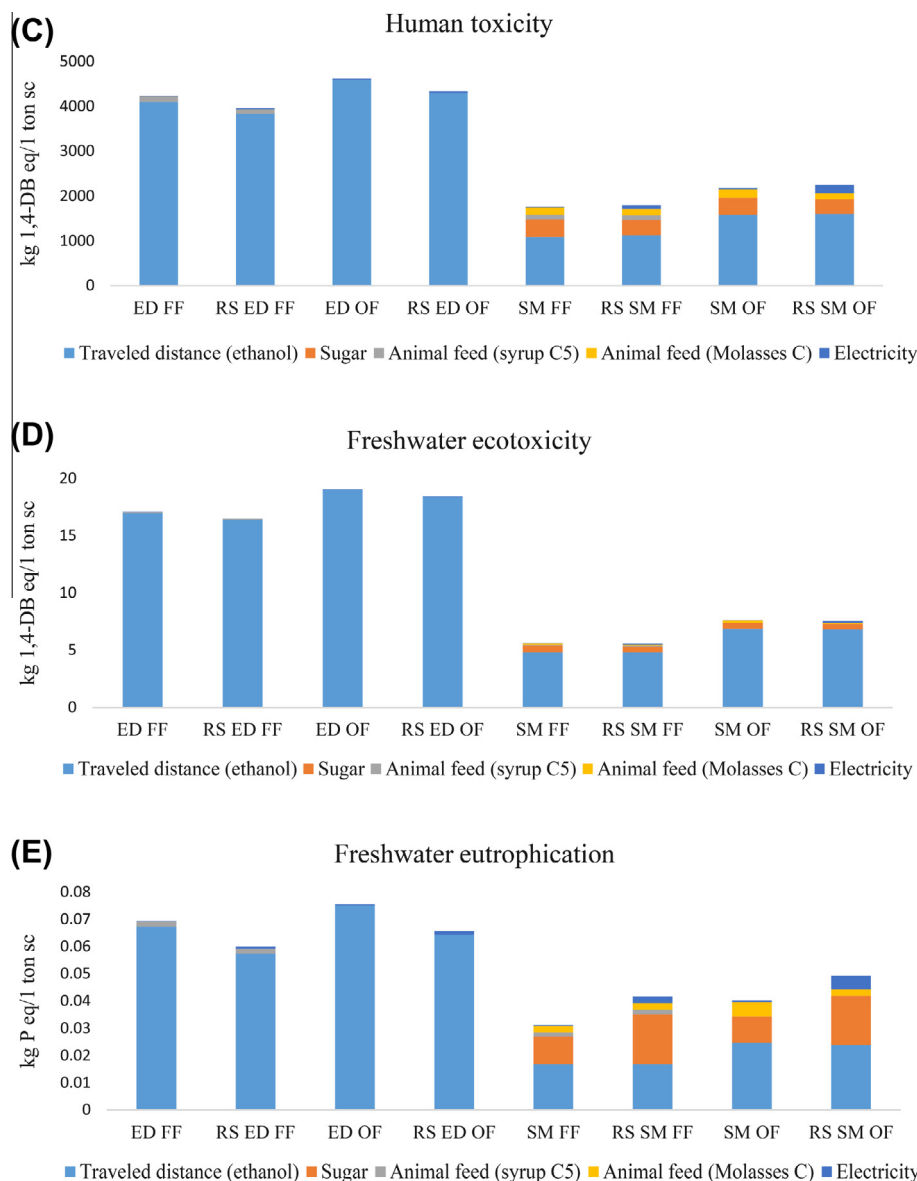 (C)
Human toxicity
kg 1,4-DB eq/1 ton sc
5000
4000
3000
2000
1000
0
ED FF RS ED FF ED OF RS ED OF SM FF RS SM FF SM OF RS SM OF
Traveled distance (ethanol) Sugar Animal feed (syrup C5) Animal feed (Molasses C) Electricity
(D)
Freshwater ecotoxicity
kg 1,4-DB eq/1 ton sc
20
15
10
5
0
ED FF RS ED FF ED OF RS ED OF SM FF RS SM FF SM OF RS SM OF
Traveled distance (ethanol) Sugar Animal feed (syrup C5) Animal feed (Molasses C) Electricity
(E)
Freshwater eutrophication
kg P eq/1 ton sc
0.08
0.07
0.06
0.05
0.04
0.03
0.02
0.01
0
ED FF RS ED FF ED OF RS ED OF SM FF RS SM FF SM OF RS SM OF
Traveled distance (ethanol) Sugar Animal feed (syrup C5) Animal feed (Molasses C) Electricity